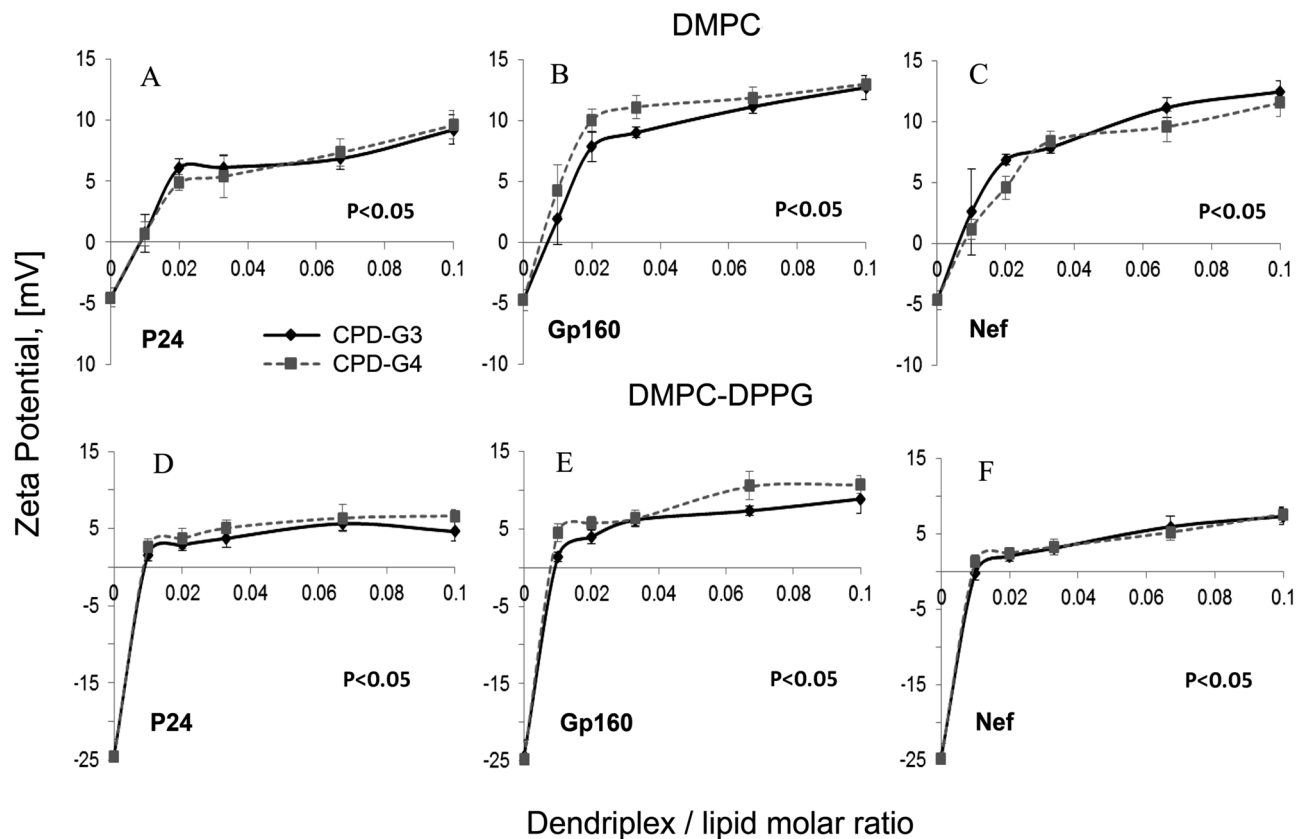 DMPC
A
B
C
15
10
5
0
-5
10
0
0.02
0.04
0.06
0.08
0.1
P<0.05
P24
CPD-G3
CPD-G4
15
10
5
0
-5
-10
0
0.02
0.04
0.06
0.08
0.1
P<0.05
Gp160
15
10
5
0
-5
-10
0
0.02
0.04
0.06
0.08
0.1
P<0.05
Nef
Zeta Potential, [mV]
DMPC-DPPG
D
E
F
15
5
-5
-15
-25
0
0.02
0.04
0.06
0.08
0.1
P<0.05
P24
15
5
-5
-15
-25
0
0.02
0.04
0.06
0.08
0.1
P<0.05
Gp160
15
5
-5
-15
-25
0
0.02
0.04
0.06
0.08
0.1
P<0.05
Nef
Dendriplex / lipid molar ratio